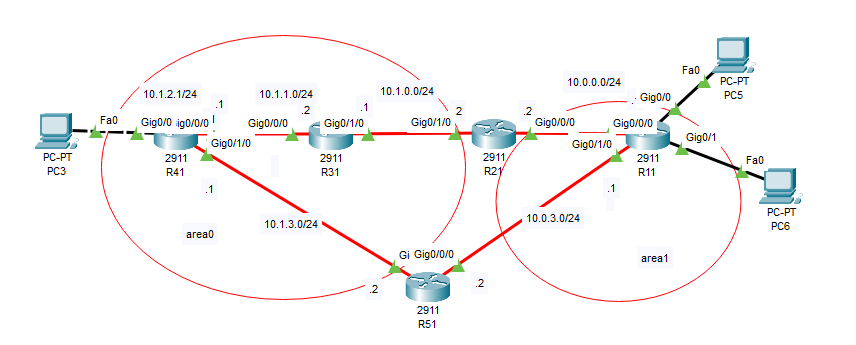 PC-PT
PC5
Fa0
10.0.0.0/24
10.1.0.0/24
10.1.1.0/24
10.1.2.1/24
.1
.2
.1
.2
.2
Gig0/0
Fa0
Gig0/0
Gig0/0/0
Gig0/0/0
Gig0/1/0
Gig0/1/0
Gig0/0/0
Gig0/0/0
Gig0/1
PC-PT
PC3
2911
R41
Gig0/1/0
2911
R31
2911
R21
Gig0/1/0
2911
R11
Fa0
.1
.1
PC-PT
PC6
10.1.3.0/24
10.0.3.0/24
area0
area1
Gi
Gig0/0/0
.2
.2
2911
R51